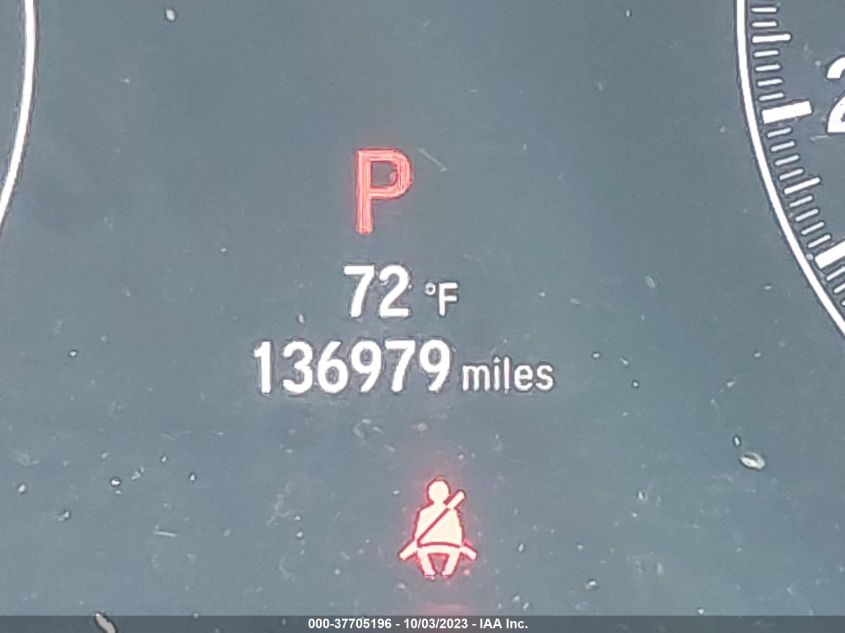 P
72 °F
136979 miles
000-37705196 - 10/03/2023 - IAA Inc.